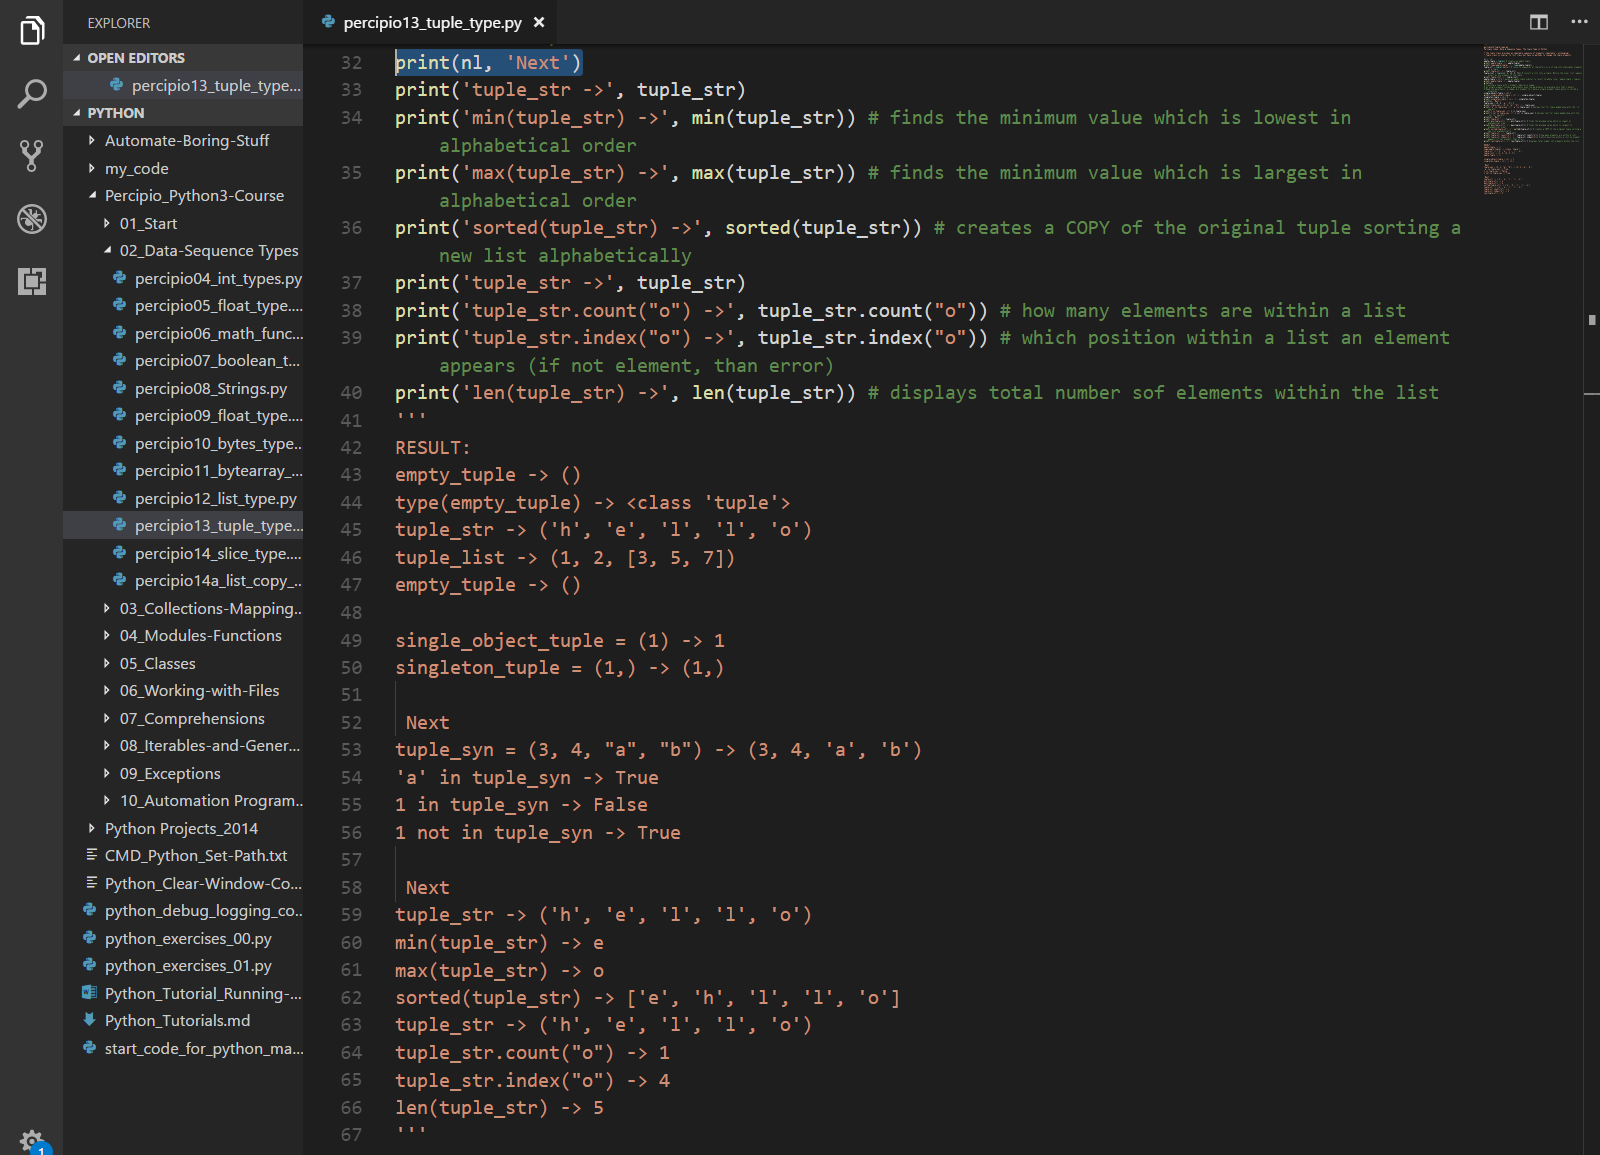 EXPLORER
OPEN EDITORS
percipio13_tuple_type...
PYTHON
Automate-Boring-Stuff
my_code
Percipio_Python3-Course
01_Start
02_Data-Sequence Types
percipio04_int_types.py
percipio05_float_type....
percipio06_math_func...
percipio07_boolean_t...
percipio08_Strings.py
percipio09_float_type....
percipio10_bytes_type...
percipio11_bytearray_...
percipio12_list_type.py
percipio13_tuple_type...
percipio14_slice_type....
percipio14a_list_copy_...
03_Collections-Mapping...
04_Modules-Functions
05_Classes
06_Working-with-Files
07_Comprehensions
08_Iterables-and-Gener...
09_Exceptions
10_Automation Program...
Python Projects_2014
CMD_Python_Set-Path.txt
Python_Clear-Window-Co...
python_debug_logging_co...
python_exercises_00.py
python_exercises_01.py
Python_Tutorial_Running-...
Python_Tutorials.md
start_code_for_python_ma...
1
percipio13_tuple_type.py
32 print(nl, 'Next')
33 print('tuple_str ->', tuple_str)
34 print('min(tuple_str) ->', min(tuple_str)) # finds the minimum value which is lowest in
alphabetical order
35 print('max(tuple_str) ->', max(tuple_str)) # finds the minimum value which is largest in
alphabetical order
36 print('sorted(tuple_str) ->', sorted(tuple_str)) # creates a COPY of the original tuple sorting a
new list alphabetically
37 print('tuple_str ->', tuple_str)
38 print('tuple_str.count("o") ->', tuple_str.count("o")) # how many elements are within a list
39 print('tuple_str.index("o") ->', tuple_str.index("o")) # which position within a list an element
appears (if not element, than error)
40 print('len(tuple_str) ->', len(tuple_str)) # displays total number sof elements within the list
41 '''
42 RESULT:
43 empty_tuple -> ()
44 type(empty_tuple) -> <class 'tuple'>
45 tuple_str -> ('h', 'e', 'l', 'l', 'o')
46 tuple_list -> (1, 2, [3, 5, 7])
47 empty_tuple -> ()
48
49 single_object_tuple = (1) -> 1
50 singleton_tuple = (1,) -> (1,)
51
52 Next
53 tuple_syn = (3, 4, "a", "b") -> (3, 4, 'a', 'b')
54 'a' in tuple_syn -> True
55 1 in tuple_syn -> False
56 1 not in tuple_syn -> True
57
58 Next
59 tuple_str -> ('h', 'e', 'l', 'l', 'o')
60 min(tuple_str) -> e
61 max(tuple_str) -> o
62 sorted(tuple_str) -> ['e', 'h', 'l', 'l', 'o']
63 tuple_str -> ('h', 'e', 'l', 'l', 'o')
64 tuple_str.count("o") -> 1
65 tuple_str.index("o") -> 4
66 len(tuple_str) -> 5
67 '''